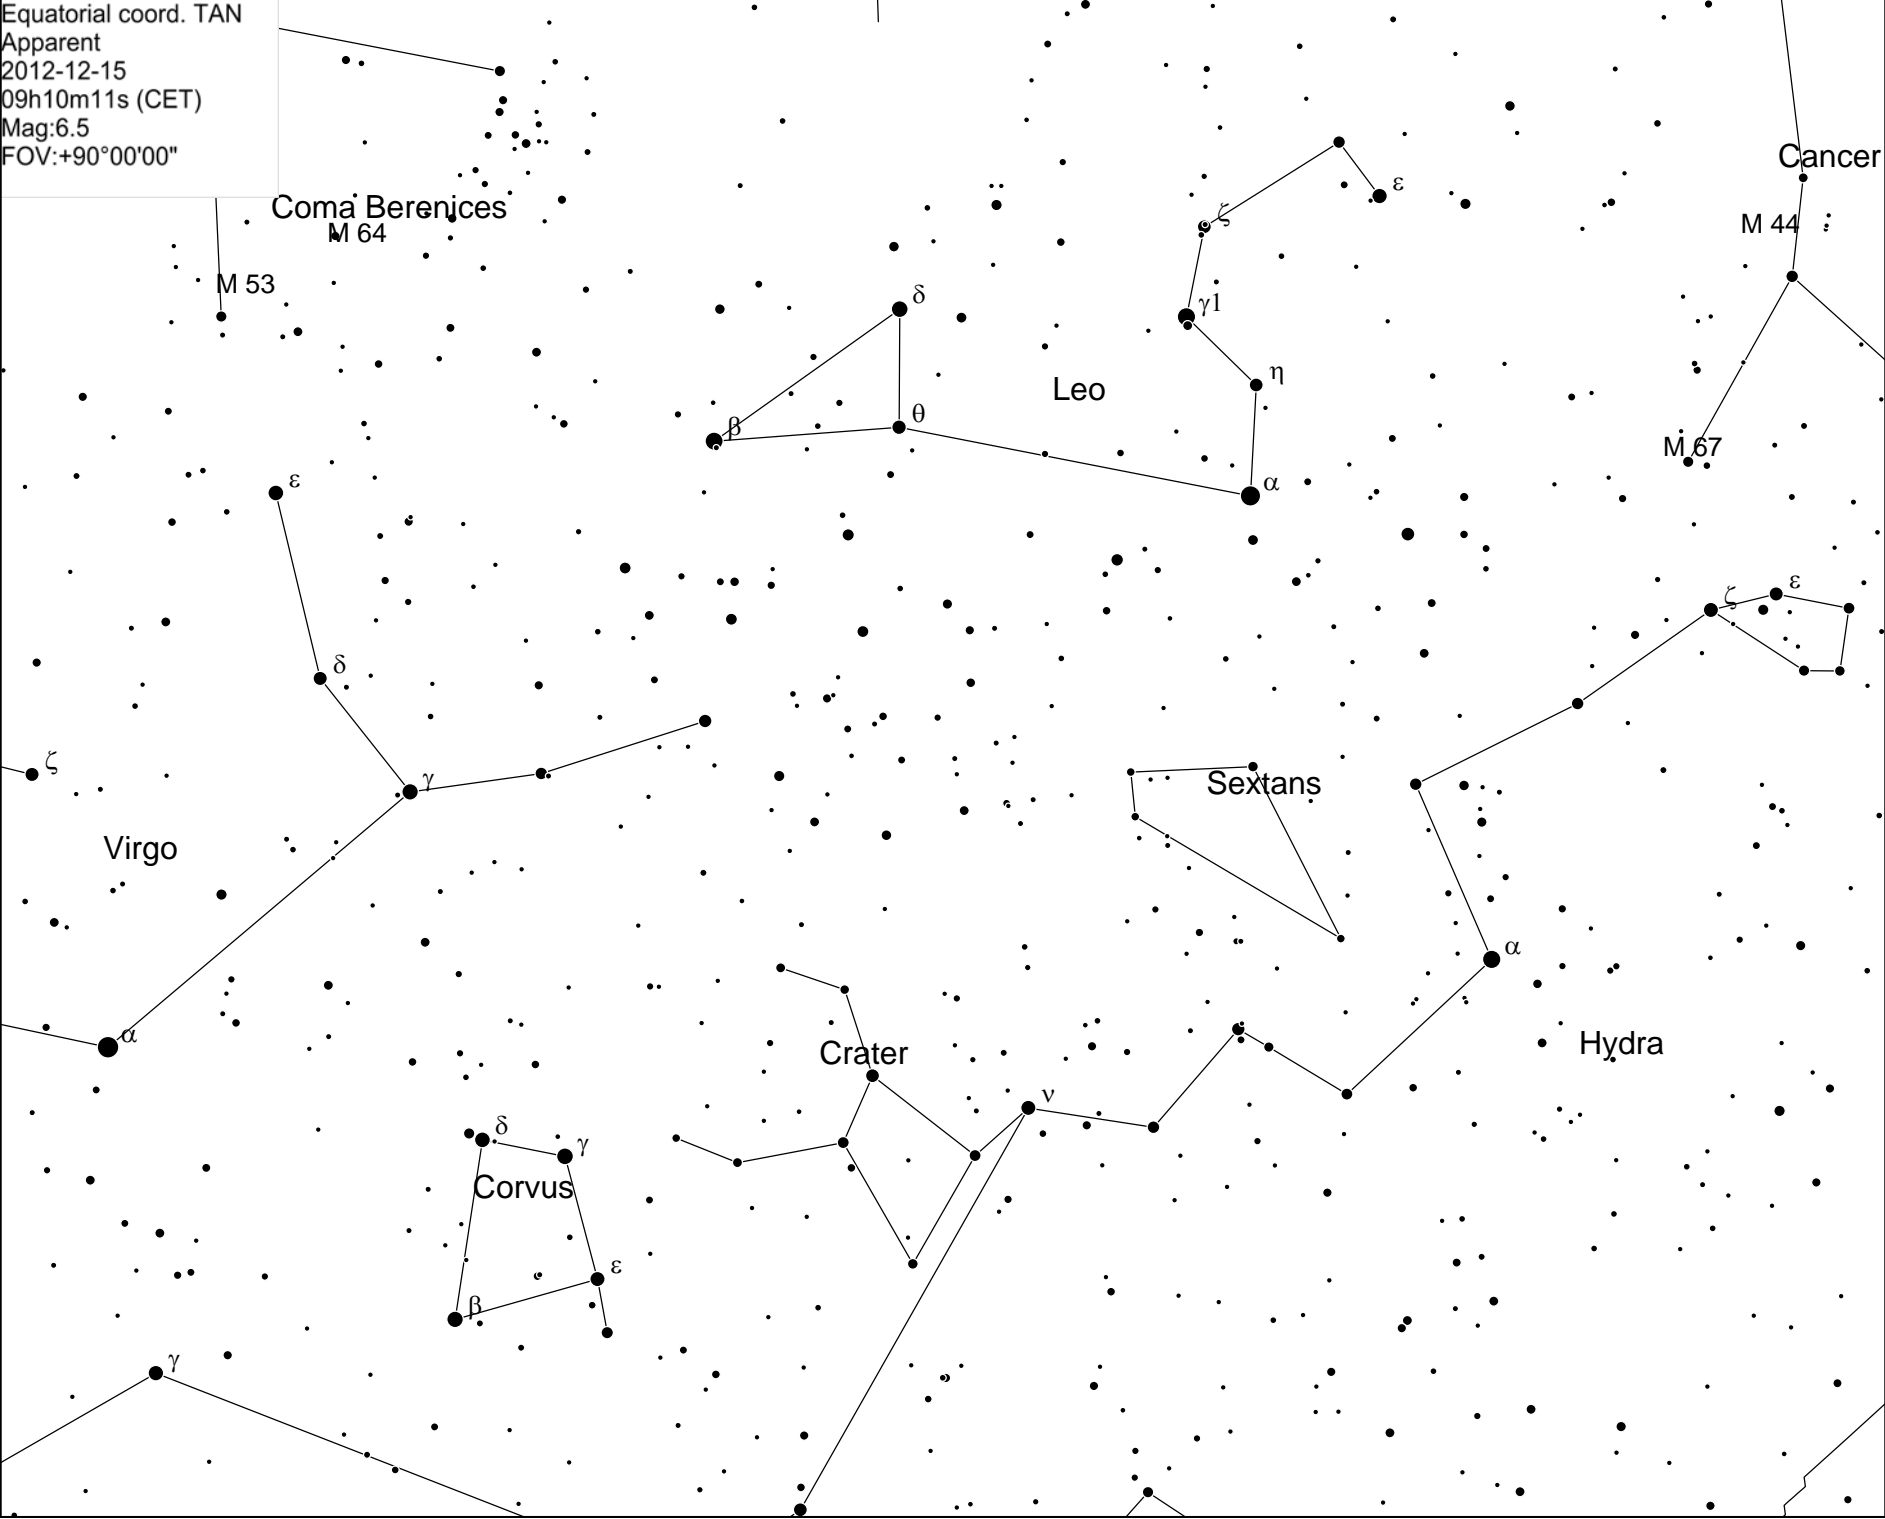 Equatorial coord. TAN
Apparent
2012-12-15
09h10m11s (CET)
Mag:6.5
FOV:+90°00'00"
Cancer
ε
Coma Berenices
ζ
M 44
M 64
M 53
δ
γ1
η
Leo
θ
β
M 67
ε
α
ε
ζ
δ
ζ
γ
Sextans
Virgo
α
α
Hydra
Crater
ν
δ
γ
Corvus
ε
β
γ